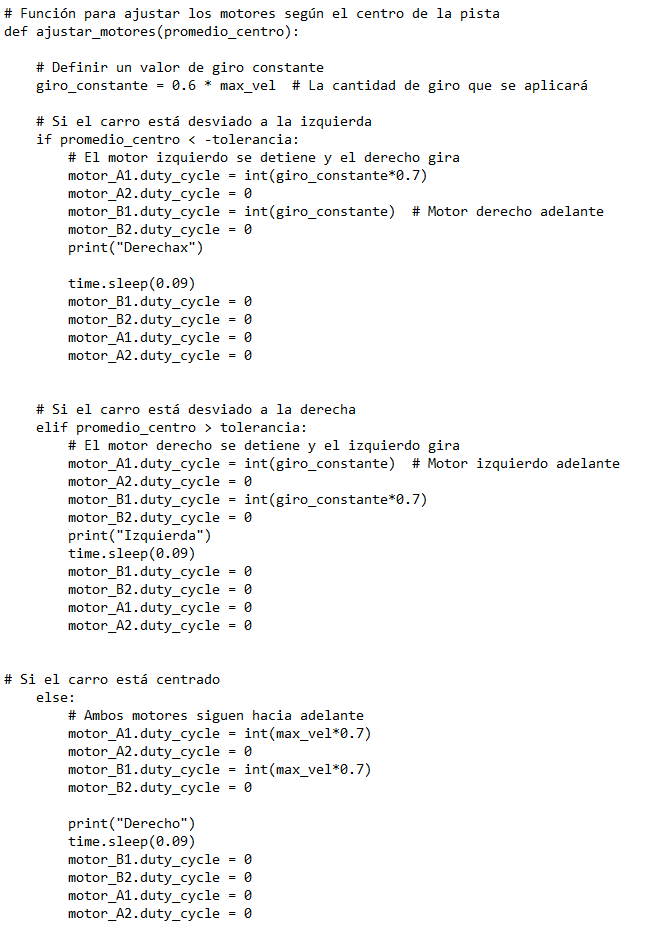 # Función para ajustar los motores según el centro de la pista
def ajustar_motores(promedio_centro):
    # Definir un valor de giro constante
    giro_constante = 0.6 * max_vel  # La cantidad de giro que se aplicará
    # Si el carro está desviado a la izquierda
    if promedio_centro < -tolerancia:
        # El motor izquierdo se detiene y el derecho gira
        motor_A1.duty_cycle = int(giro_constante*0.7)
        motor_A2.duty_cycle = 0
        motor_B1.duty_cycle = int(giro_constante)  # Motor derecho adelante
        motor_B2.duty_cycle = 0
        print("Derechax")
        time.sleep(0.09)
        motor_B1.duty_cycle = 0
        motor_B2.duty_cycle = 0
        motor_A1.duty_cycle = 0
        motor_A2.duty_cycle = 0
    # Si el carro está desviado a la derecha
    elif promedio_centro > tolerancia:
        # El motor derecho se detiene y el izquierdo gira
        motor_A1.duty_cycle = int(giro_constante)  # Motor izquierdo adelante
        motor_A2.duty_cycle = 0
        motor_B1.duty_cycle = int(giro_constante*0.7)
        motor_B2.duty_cycle = 0
        print("Izquierda")
        time.sleep(0.09)
        motor_B1.duty_cycle = 0
        motor_B2.duty_cycle = 0
        motor_A1.duty_cycle = 0
        motor_A2.duty_cycle = 0
# Si el carro está centrado
    else:
        # Ambos motores siguen hacia adelante
        motor_A1.duty_cycle = int(max_vel*0.7)
        motor_A2.duty_cycle = 0
        motor_B1.duty_cycle = int(max_vel*0.7)
        motor_B2.duty_cycle = 0
        print("Derecho")
        time.sleep(0.09)
        motor_B1.duty_cycle = 0
        motor_B2.duty_cycle = 0
        motor_A1.duty_cycle = 0
        motor_A2.duty_cycle = 0